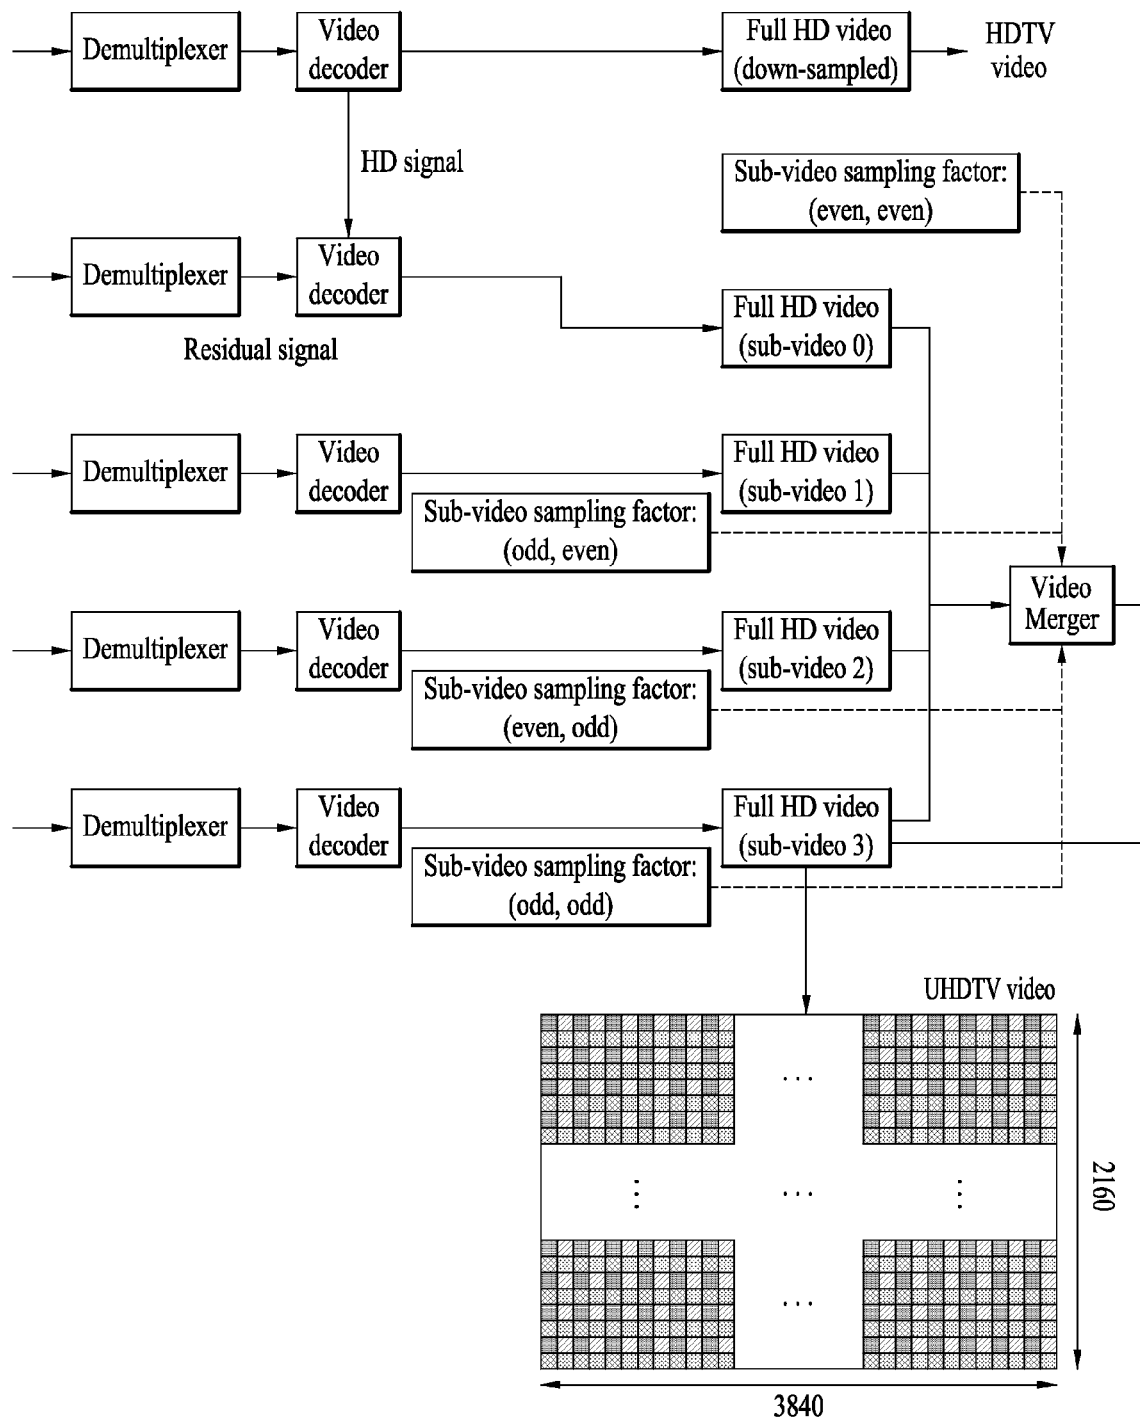 Demultiplexer
Video
decoder
Full HD video
(down-sampled)
HDTV
video
HD signal
Sub-video sampling factor:
(even, even)
Demultiplexer
Video
decoder
Residual signal
Full HD video
(sub-video 0)
Demultiplexer
Video
decoder
Full HD video
(sub-video 1)
Sub-video sampling factor:
(odd, even)
Video
Merger
Demultiplexer
Video
decoder
Full HD video
(sub-video 2)
Sub-video sampling factor:
(even, odd)
Demultiplexer
Video
decoder
Full HD video
(sub-video 3)
Sub-video sampling factor:
(odd, odd)
UHDTV video
...
2160
...
...
...
...
3840